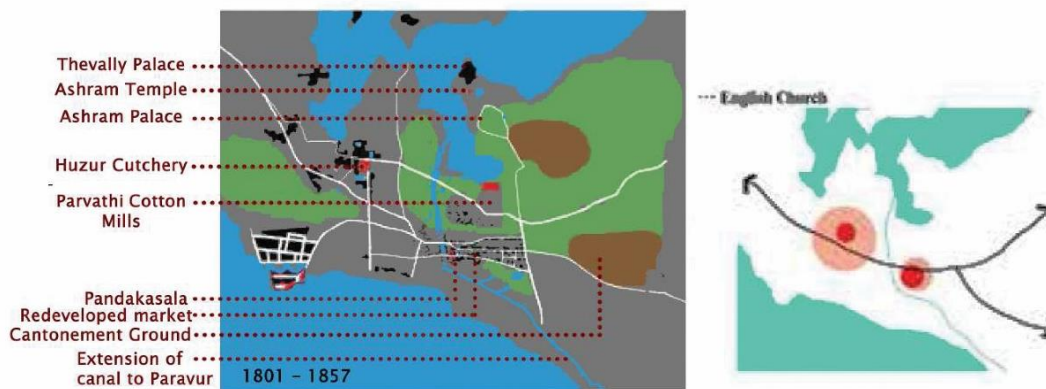 Thevally Palace
Ashram Temple
Ashram Palace
Huzur Cutchery
Parvathi Cotton
Mills
Pandakasala
Redeveloped market
Cantonement Ground
Extension of
canal to Paravur
1801 – 1857
--- English Church